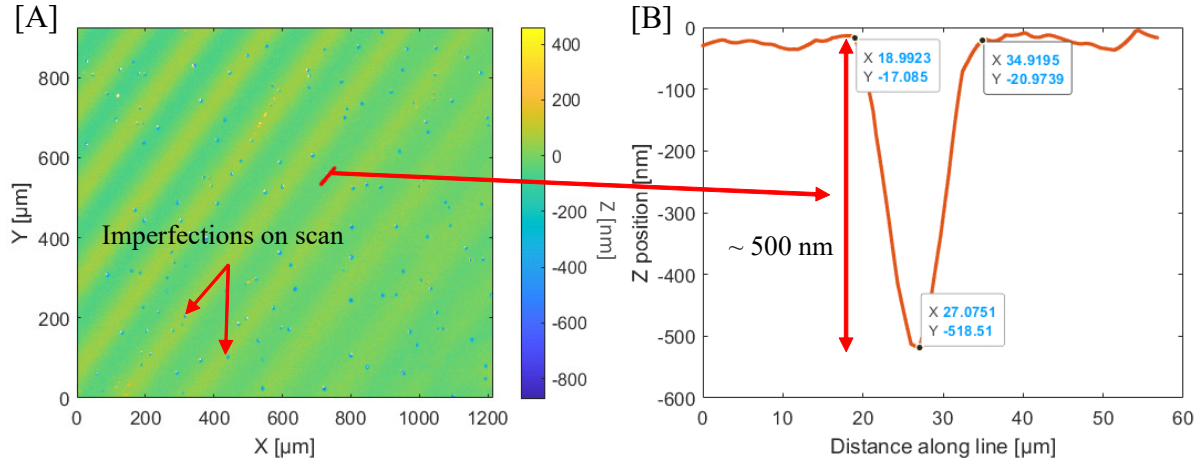 [A]
800
600
400
200
0
Y [µm]
0 200 400 600 800 1000 1200
X [µm]
Imperfections on scan
400
200
0
-200
-400
-600
-800
Z [nm]
[B]
0
-100
-200
-300
-400
-500
-600
Z position [nm]
0 10 20 30 40 50 60
Distance along line [µm]
X 18.9923
Y -17.085
X 34.9195
Y -20.9739
~ 500 nm
X 27.0751
Y -518.51